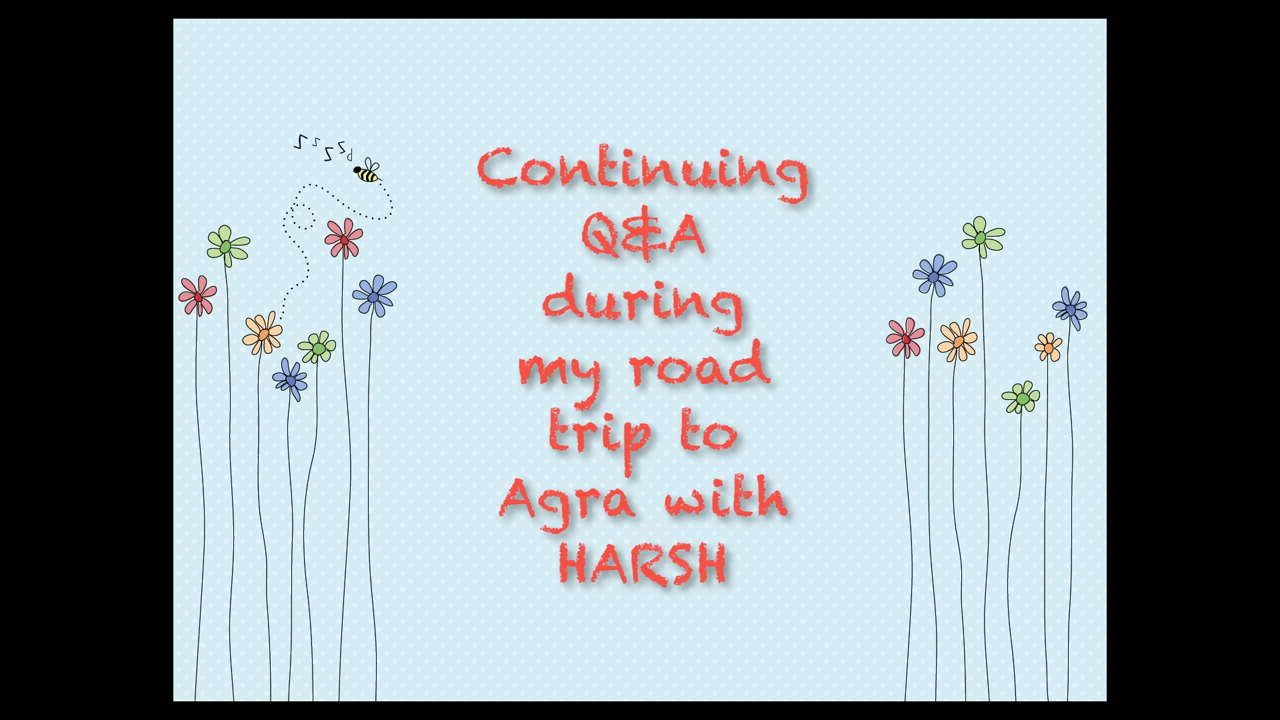 Continuing
Q&A
during
my road
trip to
Agra with
HARSH